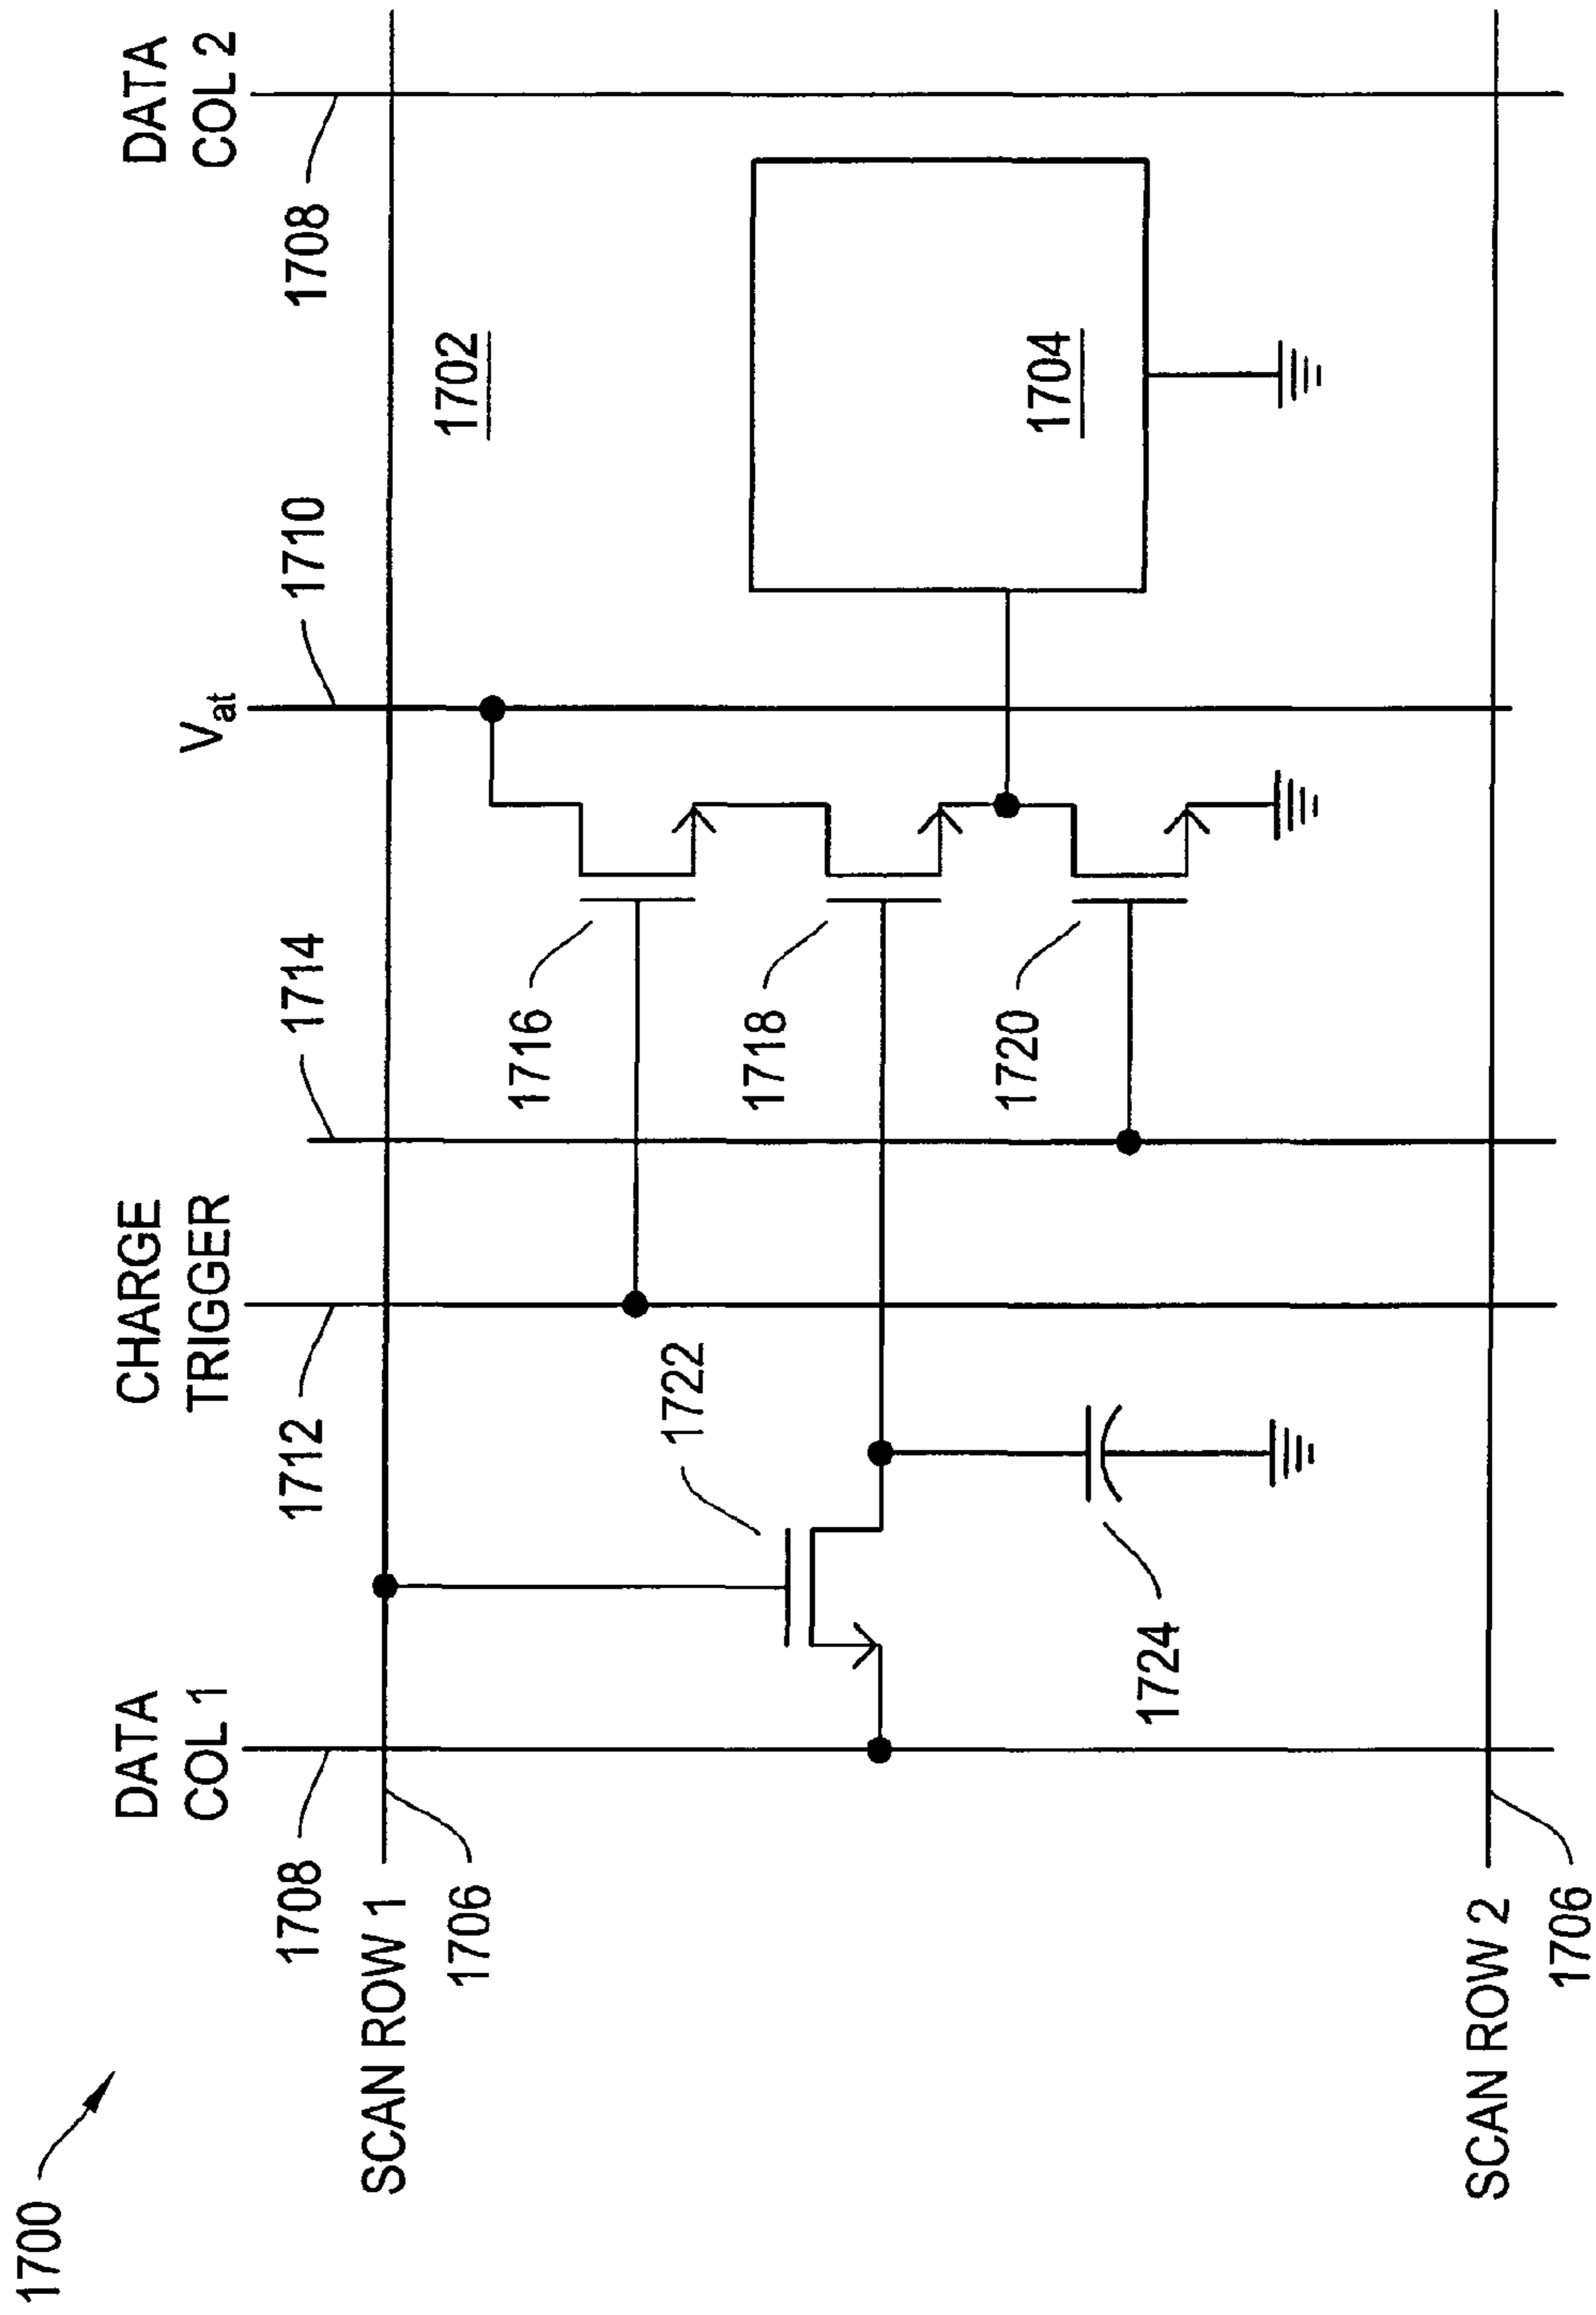 1700
DATA
COL 1
CHARGE
TRIGGER
V_at
DATA
COL 2
1708
1712
1714
1710
1708
SCAN ROW 1
1706
1702
1716
1722
1718
1704
1720
1724
SCAN ROW 2
1706